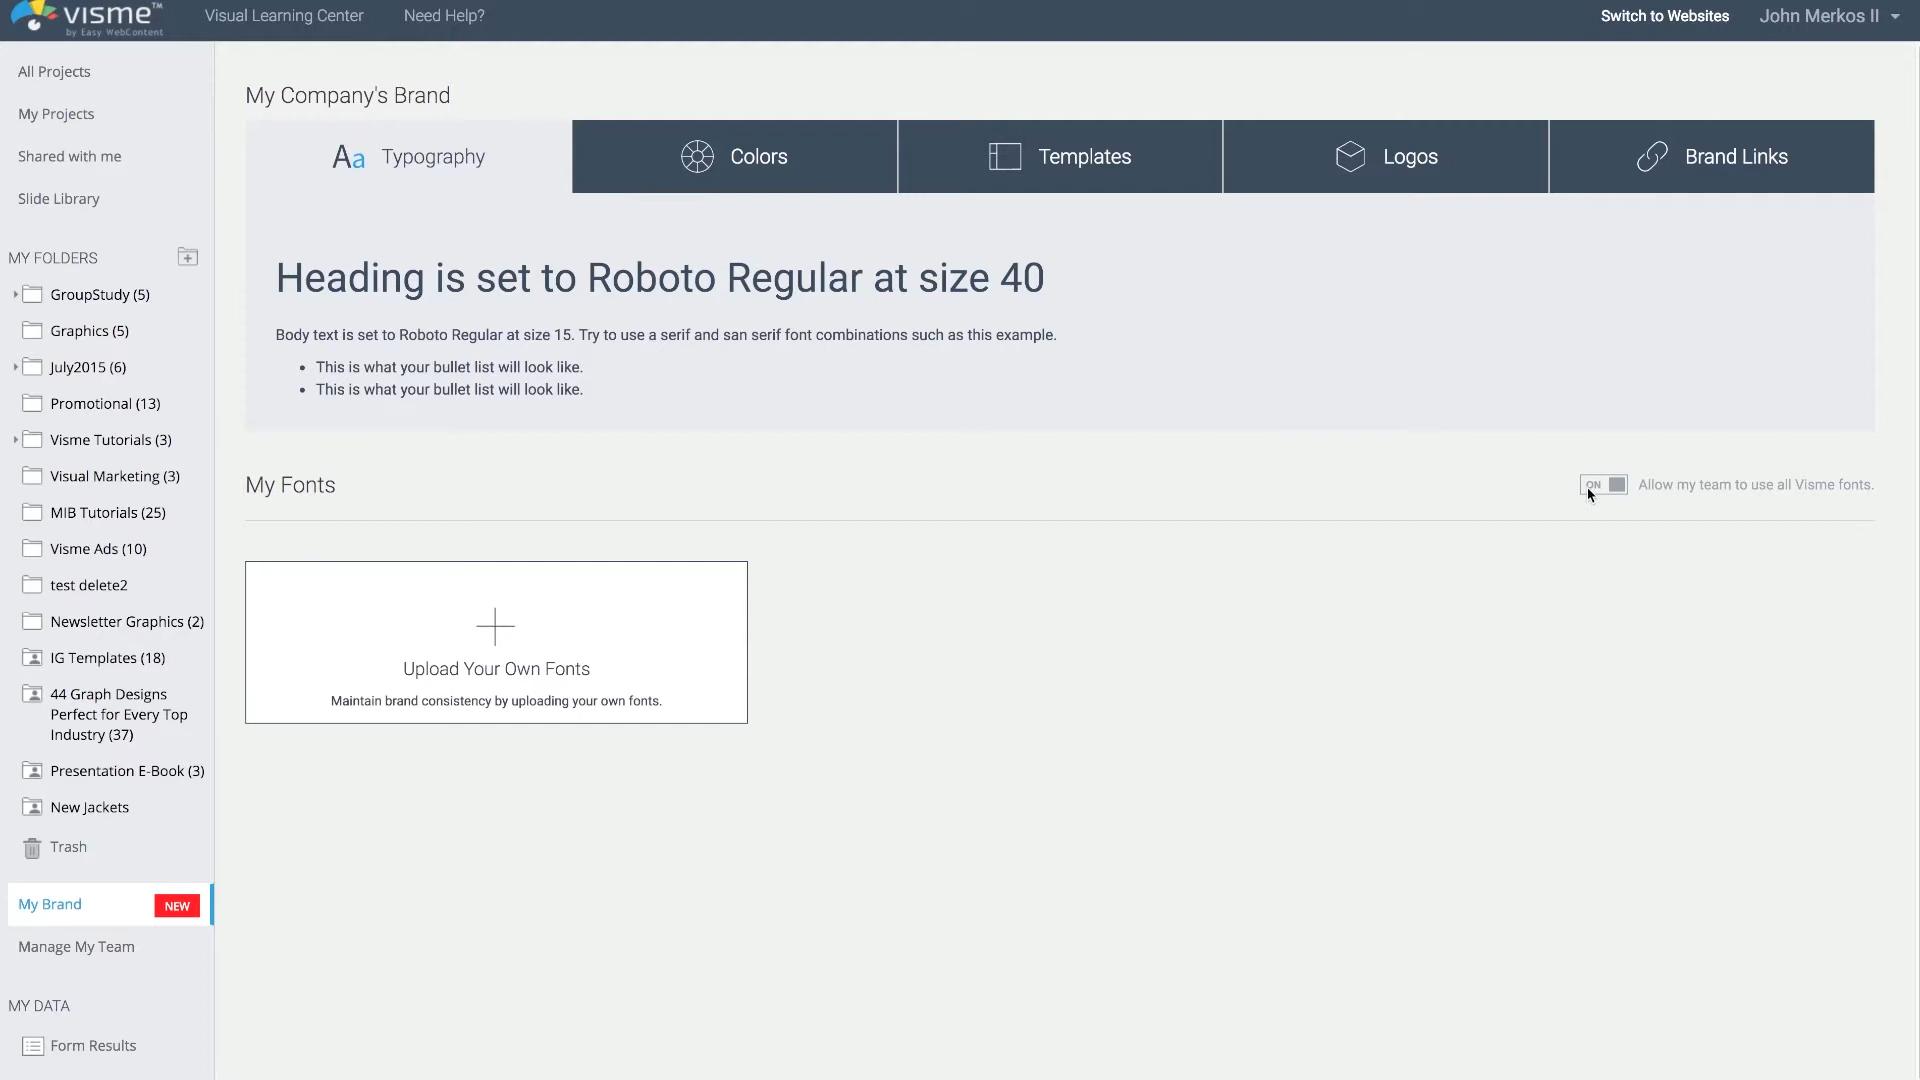 visme™
by Easy WebContent
Visual Learning Center
Need Help?
Switch to Websites
John Merkos II
All Projects
My Projects
Shared with me
Slide Library
MY FOLDERS
GroupStudy (5)
Graphics (5)
July2015 (6)
Promotional (13)
Visme Tutorials (3)
Visual Marketing (3)
MIB Tutorials (25)
Visme Ads (10)
test delete2
Newsletter Graphics (2)
IG Templates (18)
44 Graph Designs
Perfect for Every Top
Industry (37)
Presentation E-Book (3)
New Jackets
Trash
My Brand
NEW
Manage My Team
MY DATA
Form Results
My Company's Brand
Aa Typography
Colors
Templates
Logos
Brand Links
Heading is set to Roboto Regular at size 40
Body text is set to Roboto Regular at size 15. Try to use a serif and san serif font combinations such as this example.
• This is what your bullet list will look like.
• This is what your bullet list will look like.
My Fonts
ON
Allow my team to use all Visme fonts.
Upload Your Own Fonts
Maintain brand consistency by uploading your own fonts.